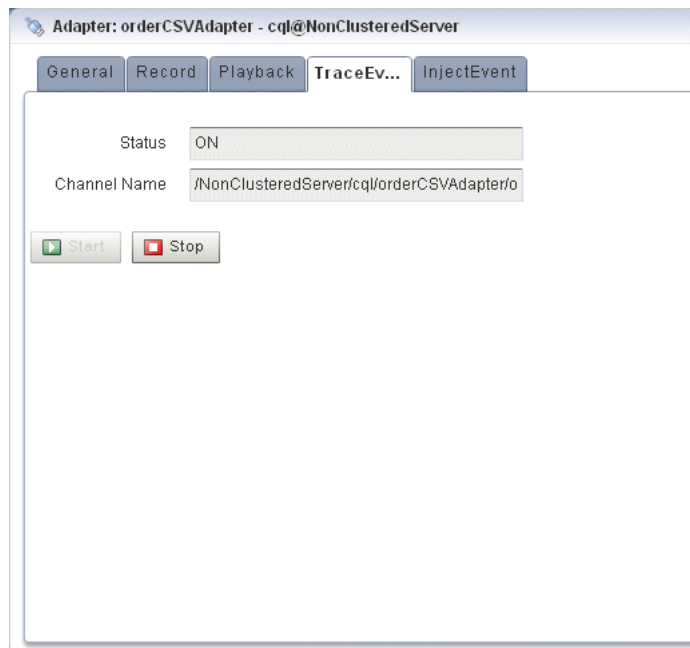 Adapter: orderCSVAdapter - cql@NonClusteredServer
General Record Playback TraceEv... InjectEvent
Status ON
Channel Name /NonClusteredServer/cql/orderCSVAdapter/o
Start Stop